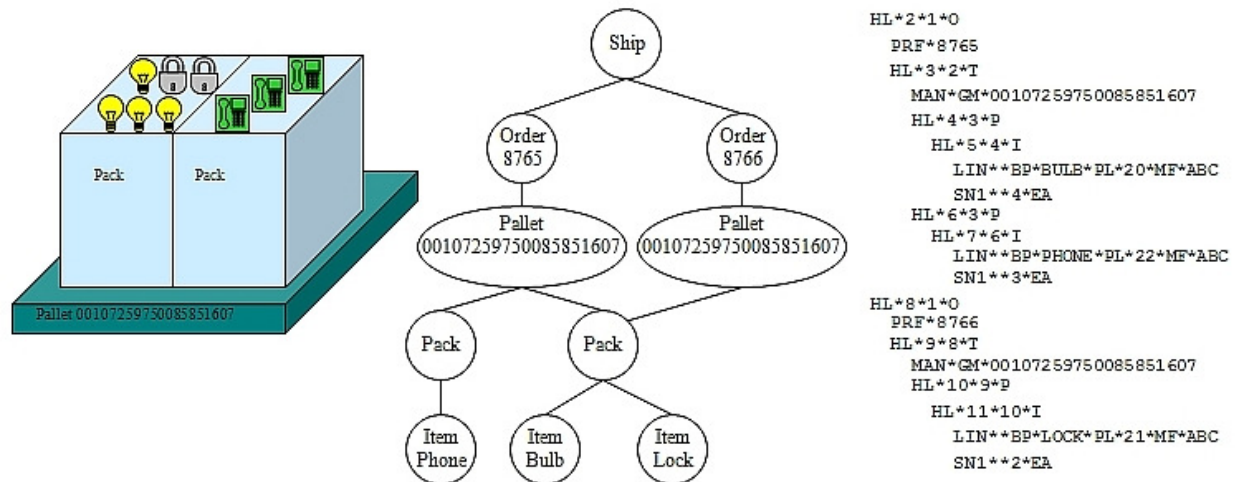 Pack
Pack
Pallet 00107259750085851607
Ship
Order
8765
Order
8766
Pallet
00107259750085851607
Pallet
00107259750085851607
Pack
Pack
Item
Phone
Item
Bulb
Item
Lock
HL*2*1*O
PRF*8765
HL*3*2*T
MAN*GM*00107259750085851607
HL*4*3*P
HL*5*4*I
LIN**BP*BULB*PL*20*MF*ABC
SN1**4*EA
HL*6*3*P
HL*7*6*I
LIN**BP*PHONE*PL*22*MF*ABC
SN1**3*EA
HL*8*1*O
PRF*8766
HL*9*8*T
MAN*GM*00107259750085851607
HL*10*9*P
HL*11*10*I
LIN**BP*LOCK*PL*21*MF*ABC
SN1**2*EA